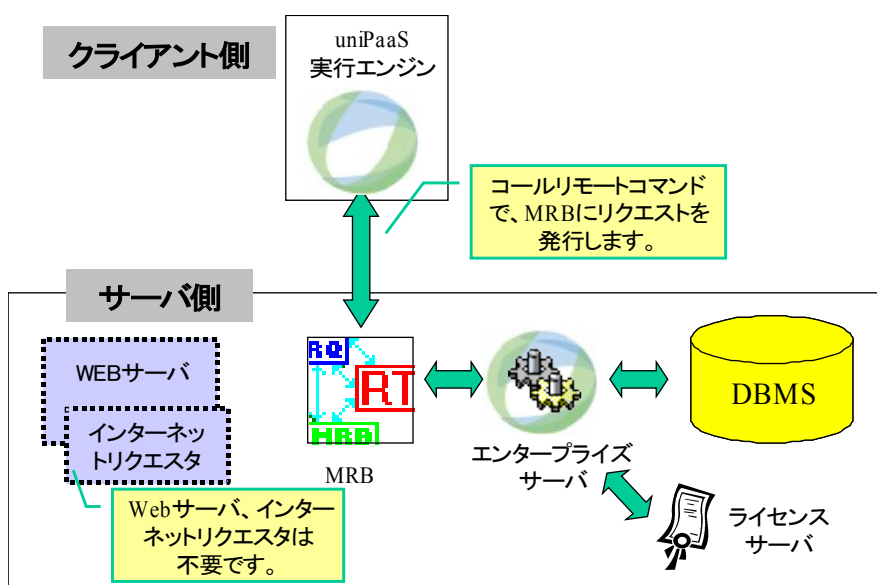 クライアント側
uniPaaS
実行エンジン
コールリモートコマンド
で、MRBにリクエストを
発行します。
サーバ側
WEBサーバ
インターネッ
トリクエスタ
RQ
RT
MRB
MRB
エンタープライズ
サーバ
DBMS
Webサーバ、インター
ネットリクエスタは
不要です。
ライセンス
サーバ